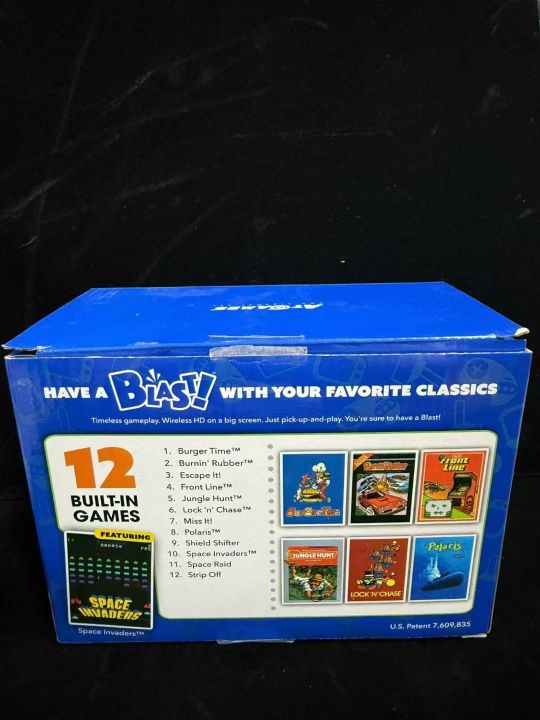 ATGAMES
HAVE A BLAST! WITH YOUR FAVORITE CLASSICS
Timeless gameplay. Wireless HD on a big screen. Just pick-up-and-play. You're sure to have a Blast!
12
BUILT-IN
GAMES
FEATURING
SPACE
INVADERS
Space Invaders™
1. Burger Time™
2. Burnin' Rubber™
3. Escape It!
4. Front Line™
5. Jungle Hunt™
6. Lock 'n' Chase™
7. Miss It!
8. Polaris™
9. Shield Shifter
10. Space Invaders™
11. Space Raid
12. Strip Off
BurgerTime
Burnin' Rubber
Front
Line
JUNGLE HUNT
LOCK 'N' CHASE
Polaris
U.S. Patent 7,609,835